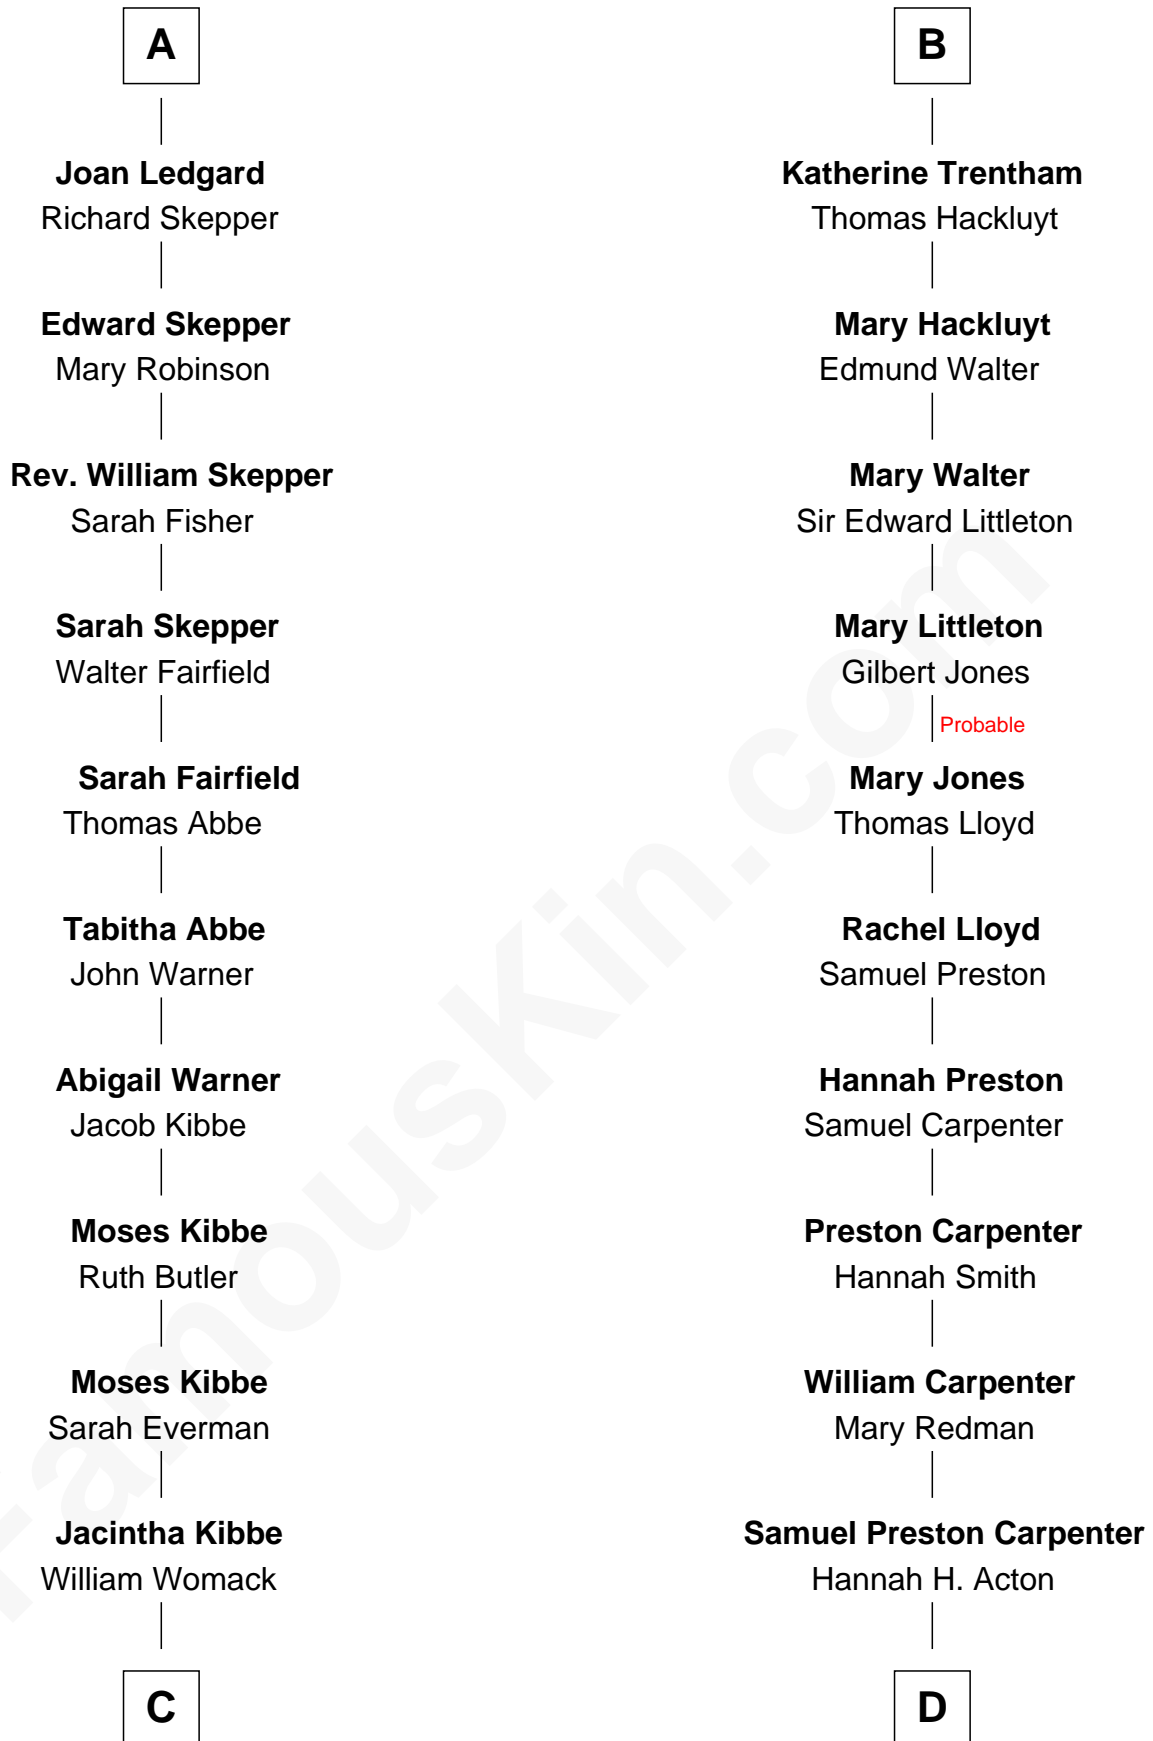 A
Joan Ledgard
Richard Skepper
Edward Skepper
Mary Robinson
Rev. William Skepper
Sarah Fisher
Sarah Skepper
Walter Fairfield
Sarah Fairfield
Thomas Abbe
Tabitha Abbe
John Warner
Abigail Warner
Jacob Kibbe
Moses Kibbe
Ruth Butler
Moses Kibbe
Sarah Everman
Jacintha Kibbe
William Womack
C
B
Katherine Trentham
Thomas Hackluyt
Mary Hackluyt
Edmund Walter
Mary Walter
Sir Edward Littleton
Mary Littleton
Gilbert Jones
Probable
Mary Jones
Thomas Lloyd
Rachel Lloyd
Samuel Preston
Hannah Preston
Samuel Carpenter
Preston Carpenter
Hannah Smith
William Carpenter
Mary Redman
Samuel Preston Carpenter
Hannah H. Acton
D
FamousKin.com